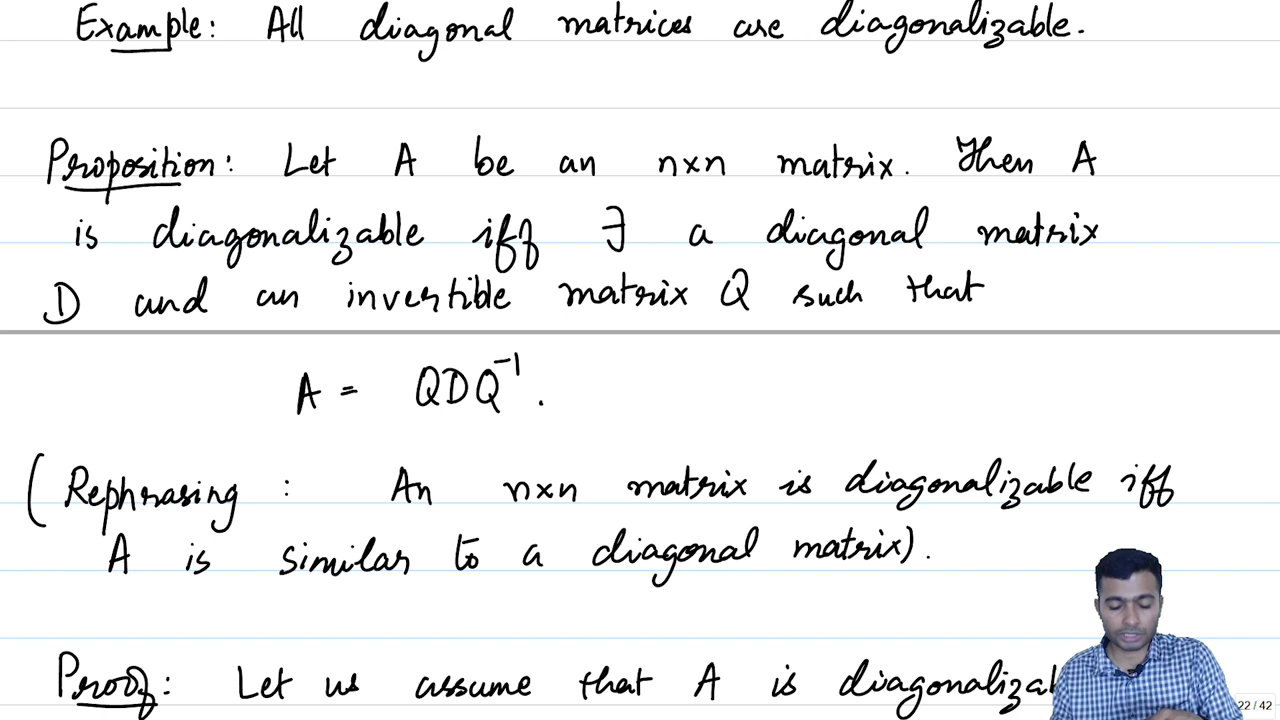 Example: All diagonal matrices are diagonalizable.
Proposition: Let A be an n×n matrix. Then A
is diagonalizable iff ∃ a diagonal matrix
D and an invertible matrix Q such that
A = QDQ⁻¹.
(Rephrasing: An n×n matrix is diagonalizable iff
A is similar to a diagonal matrix).
Proof: Let us assume that A is diagonalizab
22 / 42